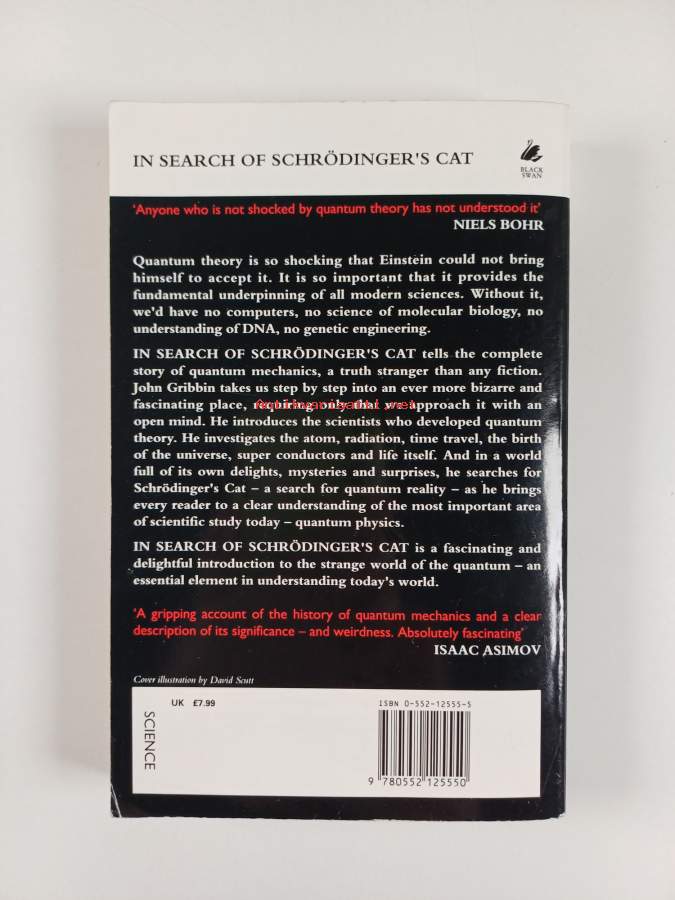 IN SEARCH OF SCHRÖDINGER'S CAT
BLACK
SWAN
'Anyone who is not shocked by quantum theory has not understood it'
NIELS BOHR
Quantum theory is so shocking that Einstein could not bring
himself to accept it. It is so important that it provides the
fundamental underpinning of all modern sciences. Without it,
we'd have no computers, no science of molecular biology, no
understanding of DNA, no genetic engineering.
IN SEARCH OF SCHRÖDINGER'S CAT tells the complete
story of quantum mechanics, a truth stranger than any fiction.
John Gribbin takes us step by step into an ever more bizarre and
fascinating place, requiring only that we approach it with an
open mind. He introduces the scientists who developed quantum
theory. He investigates the atom, radiation, time travel, the birth
of the universe, super conductors and life itself. And in a world
full of its own delights, mysteries and surprises, he searches for
Schrödinger's Cat – a search for quantum reality – as he brings
every reader to a clear understanding of the most important area
of scientific study today – quantum physics.
IN SEARCH OF SCHRÖDINGER'S CAT is a fascinating and
delightful introduction to the strange world of the quantum – an
essential element in understanding today's world.
'A gripping account of the history of quantum mechanics and a clear
description of its significance – and weirdness. Absolutely fascinating'
ISAAC ASIMOV
Cover illustration by David Scutt
UK £7.99
SCIENCE
ISBN 0-552-12555-5
9 780552 125550